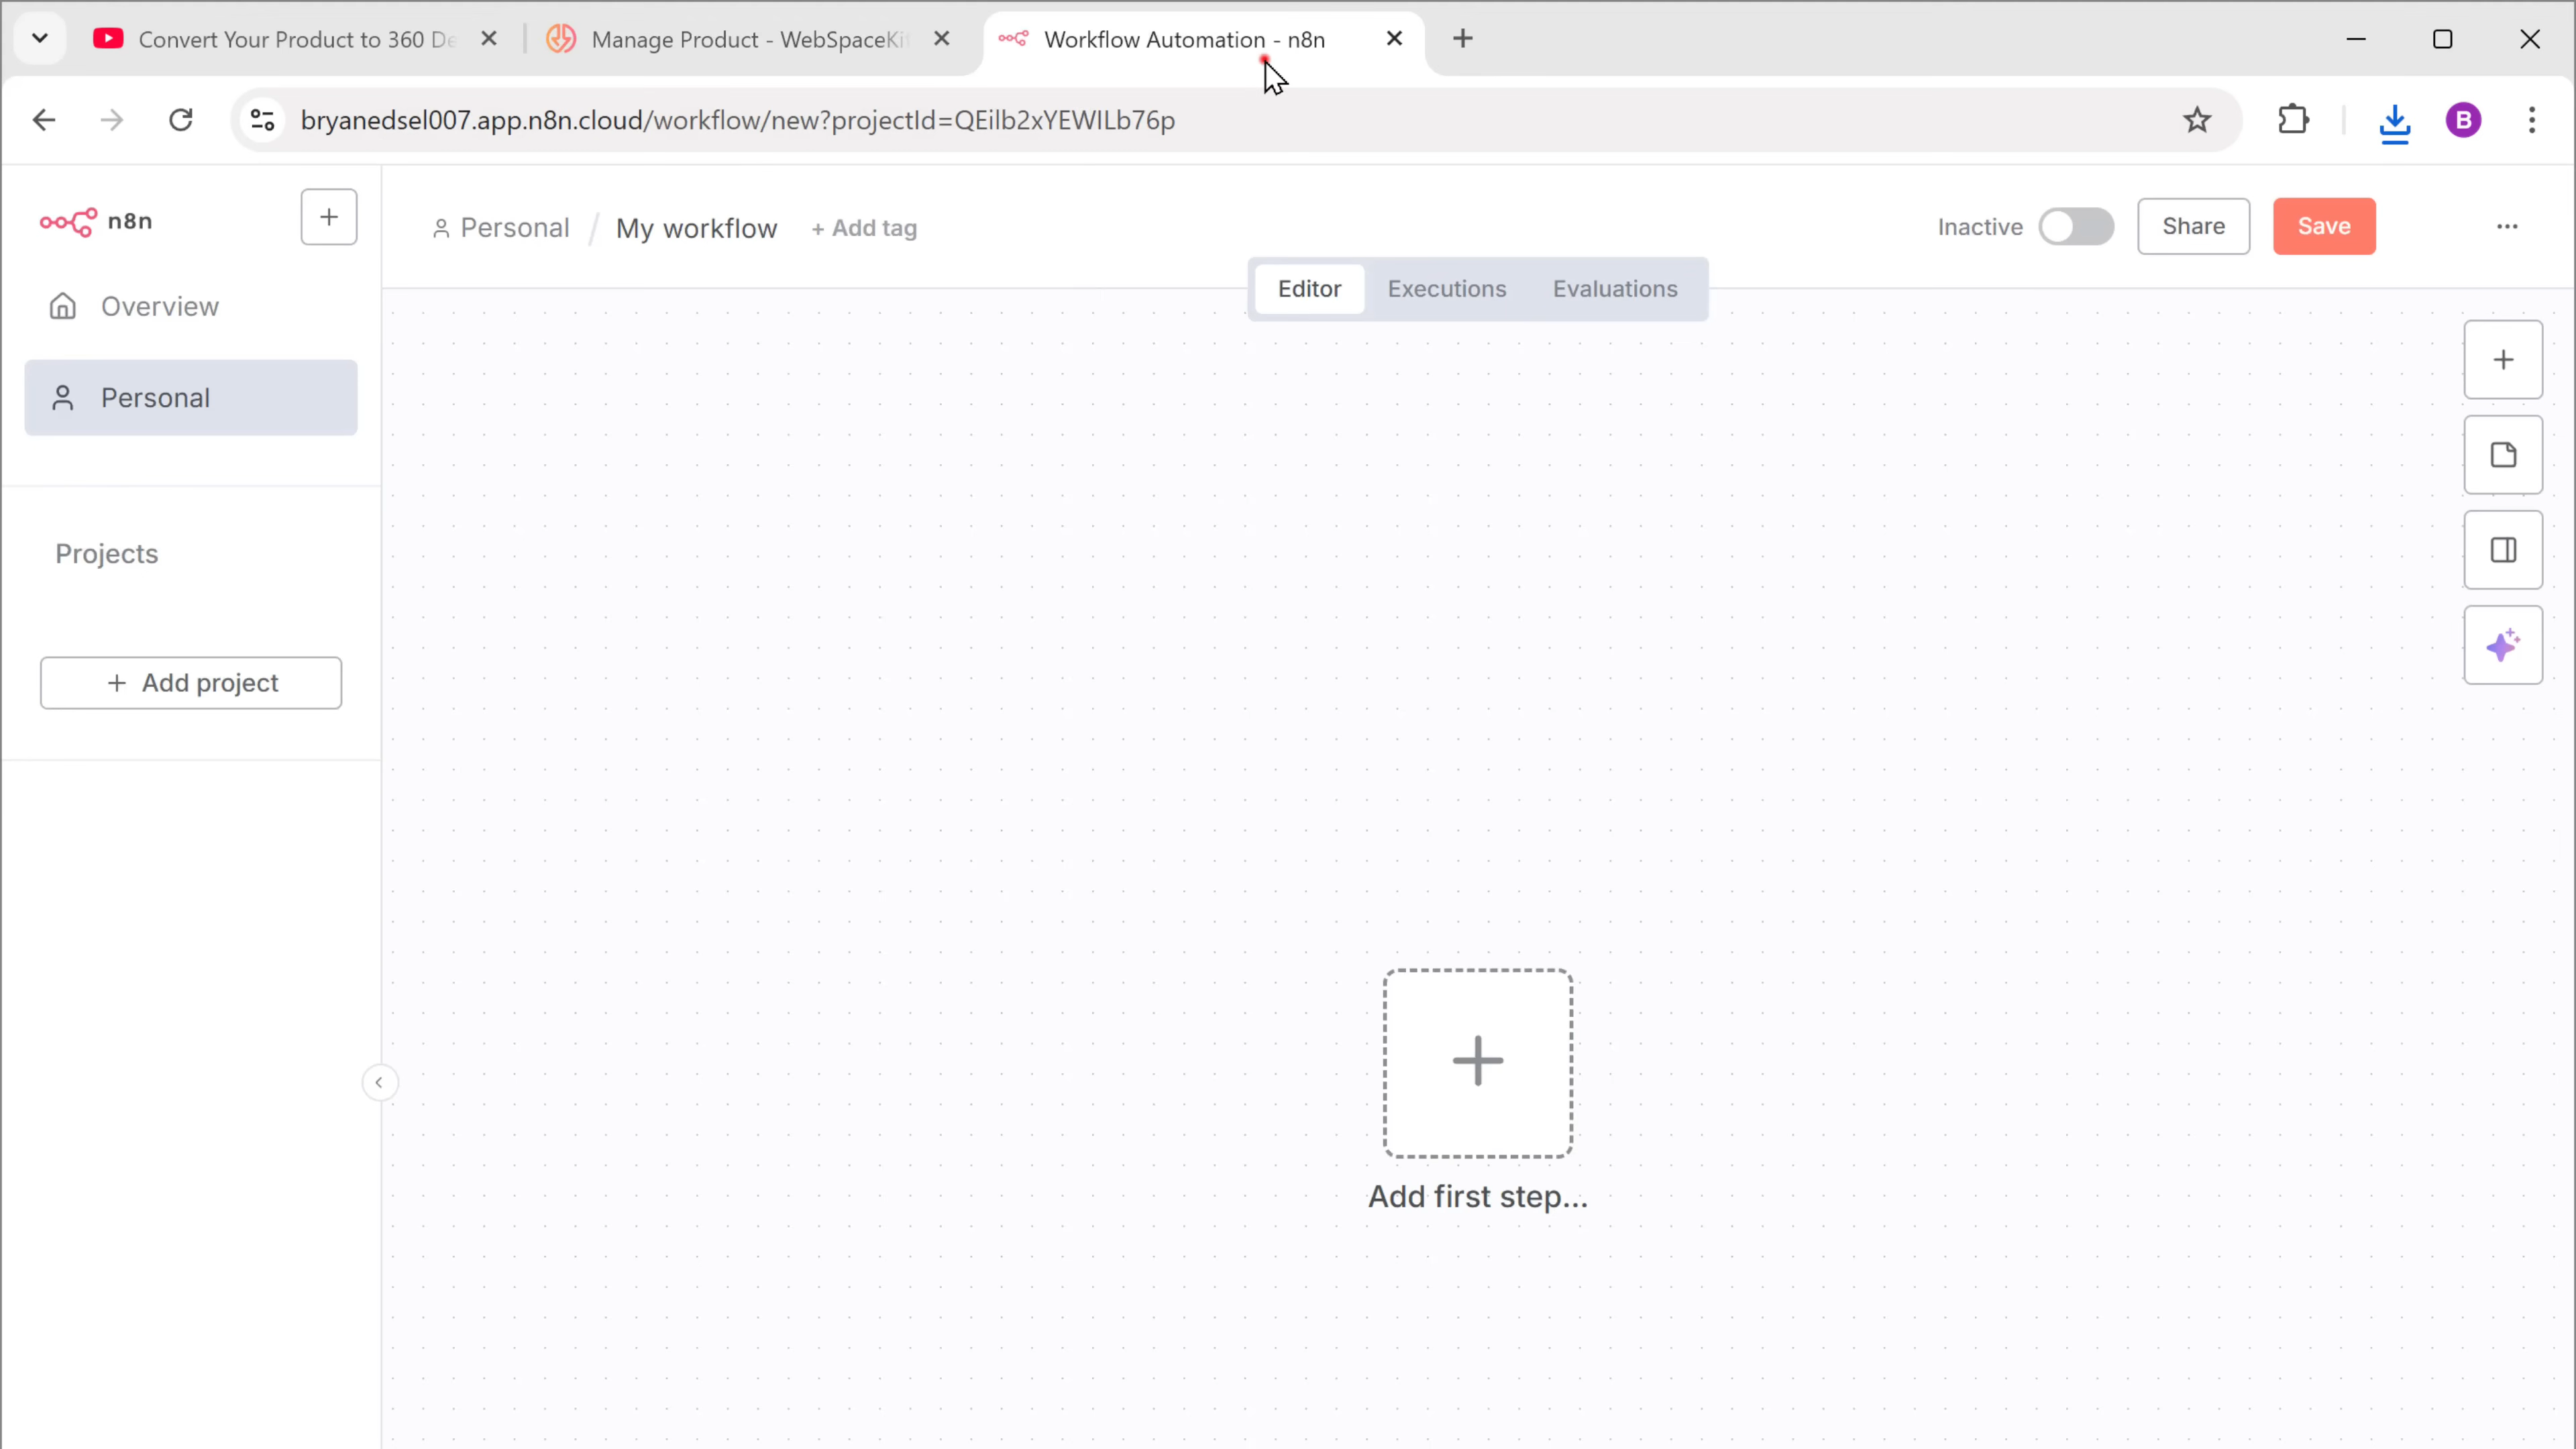 Convert Your Product to 360 De
Manage Product - WebSpaceKit
Workflow Automation - n8n
bryanedsel007.app.n8n.cloud/workflow/new?projectId=QEilb2xYEWILb76p
B
n8n
Personal / My workflow + Add tag
Inactive
Share
Save
Editor
Executions
Evaluations
Overview
Personal
Projects
+ Add project
Add first step...